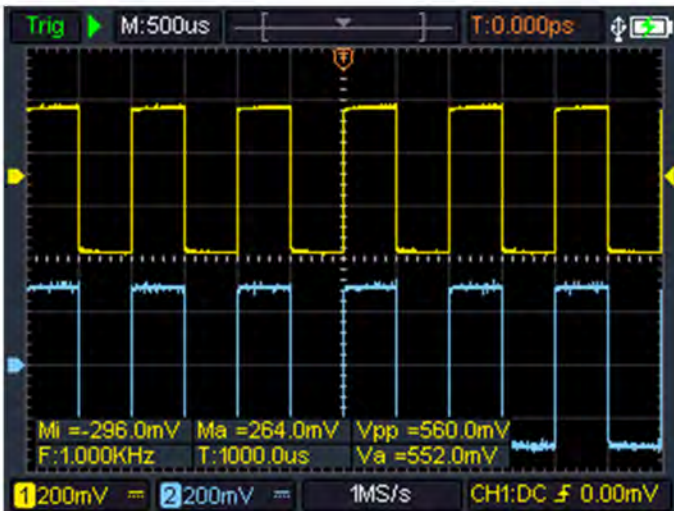 Trig M:500us T:0.000ps
T
Mi =-296.0mV Ma =264.0mV Vpp =560.0mV
F:1.000KHz T:1000.0us Va =552.0mV
1 200mV 2 200mV 1MS/s CH1:DC 0.00mV